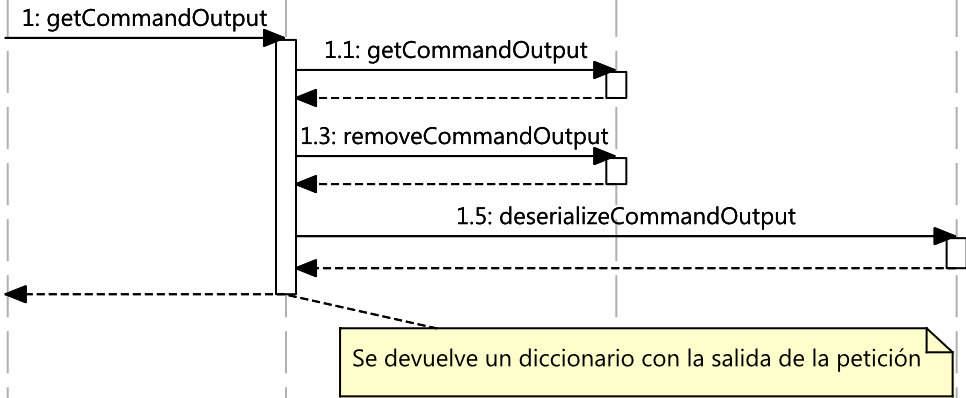 1: getCommandOutput
1.1: getCommandOutput
1.3: removeCommandOutput
1.5: deserializeCommandOutput
Se devuelve un diccionario con la salida de la petición